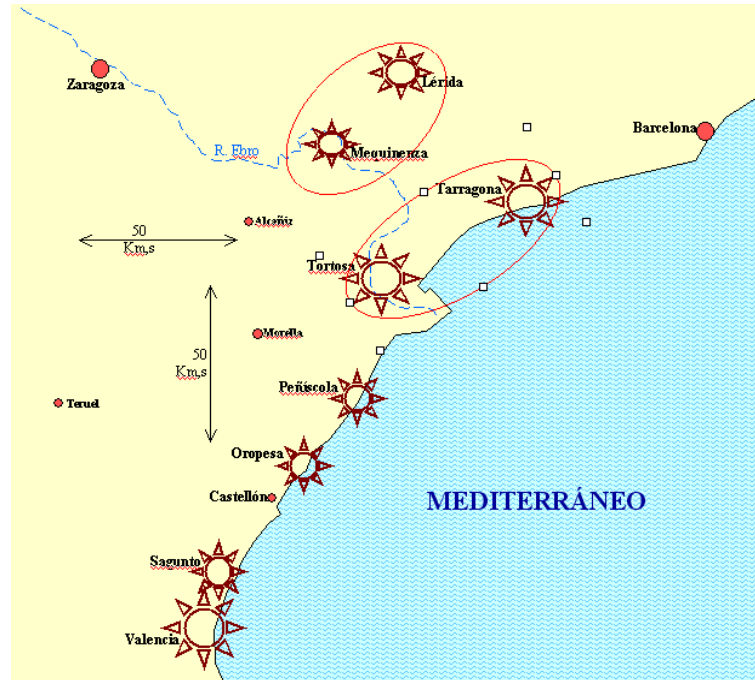 Lérida
Zaragoza
Barcelona
R. Ebro
Mequinenza
Tarragona
Alcañiz
50
Km,s
Tortosa
Morella
50
Km,s
Peñíscola
Teruel
Oropesa
Castellón
MEDITERRÁNEO
Sagunto
Valencia